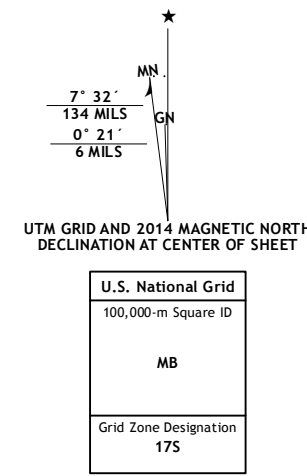 ★
MN
7° 32´
134 MILS
GN
0° 21´
6 MILS
UTM GRID AND 2014 MAGNETIC NORTH
DECLINATION AT CENTER OF SHEET
U.S. National Grid
100,000-m Square ID
MB
Grid Zone Designation
17S